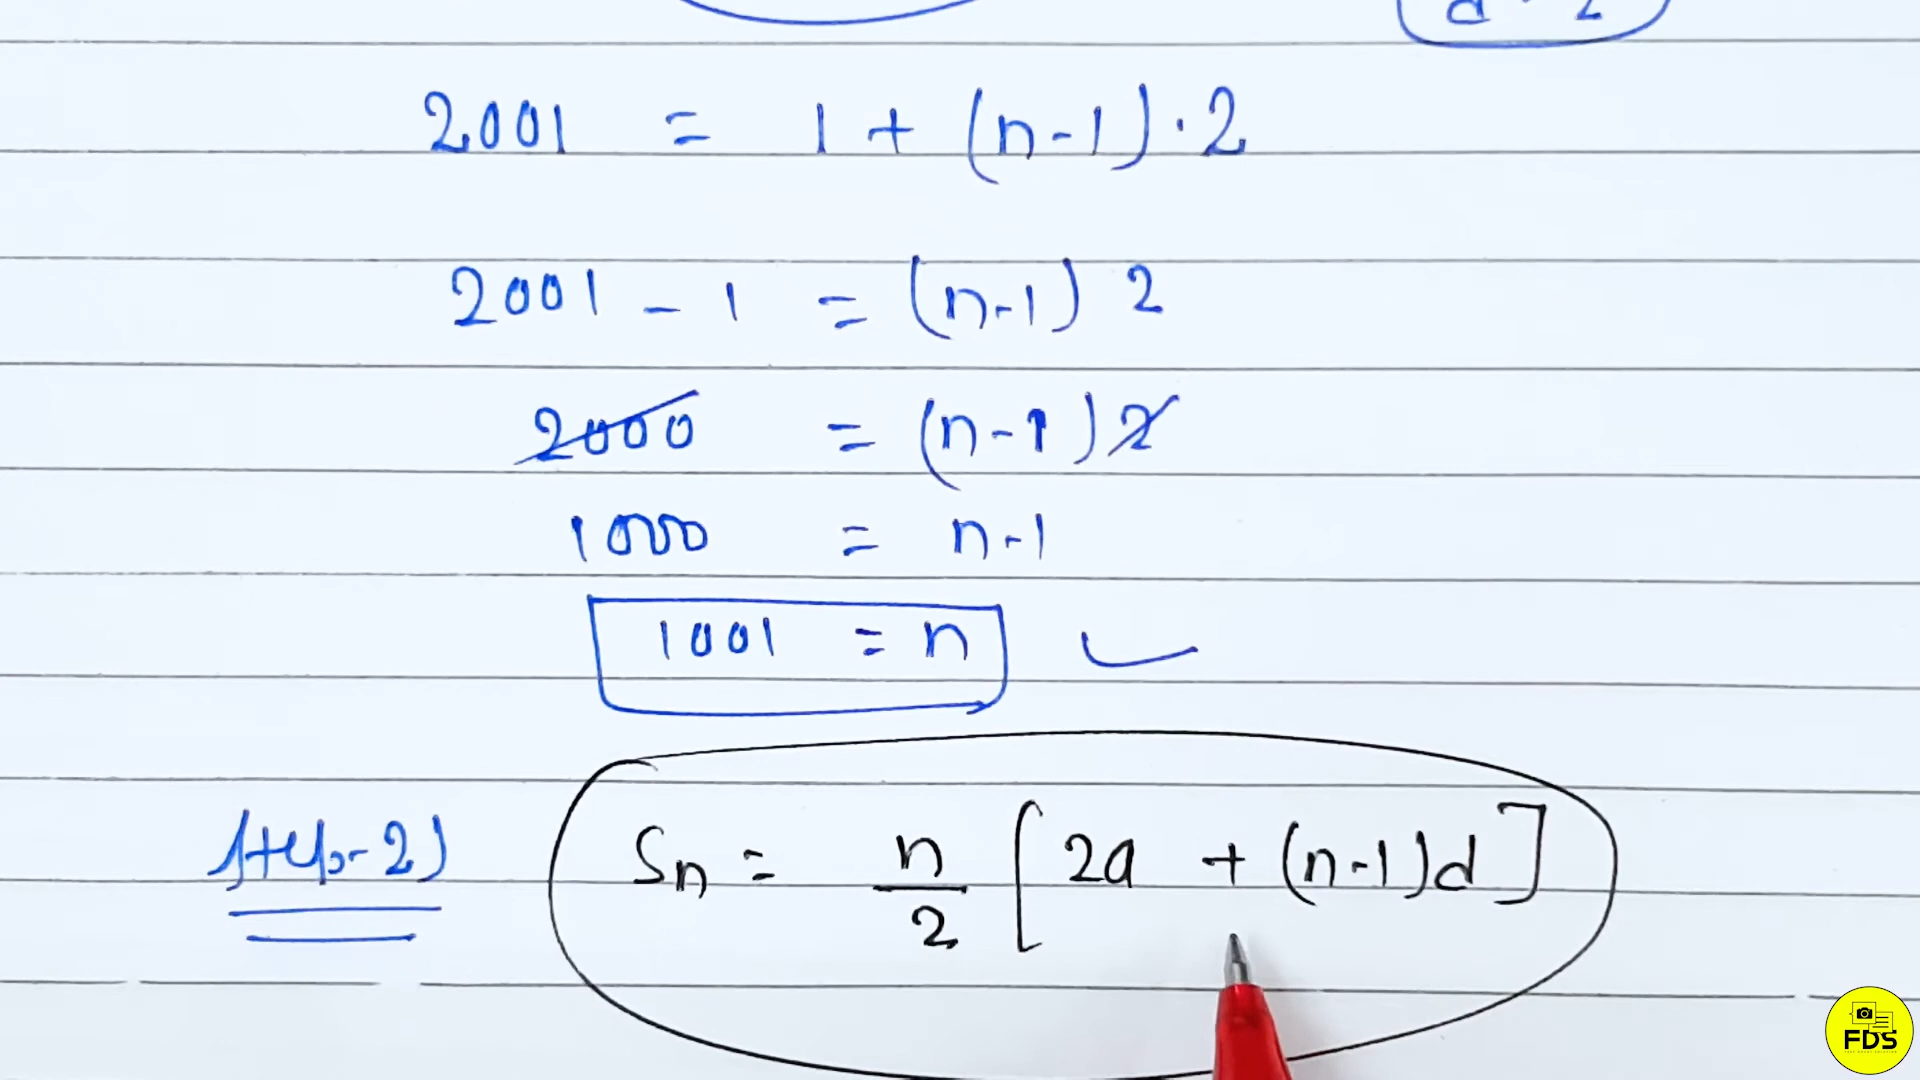 2001 = 1 + (n-1).2
2001 - 1 = (n-1) 2
2000 = (n-1) 2
1000 = n-1
1001 = n
Sn = n/2 [2a + (n-1)d]
FDS